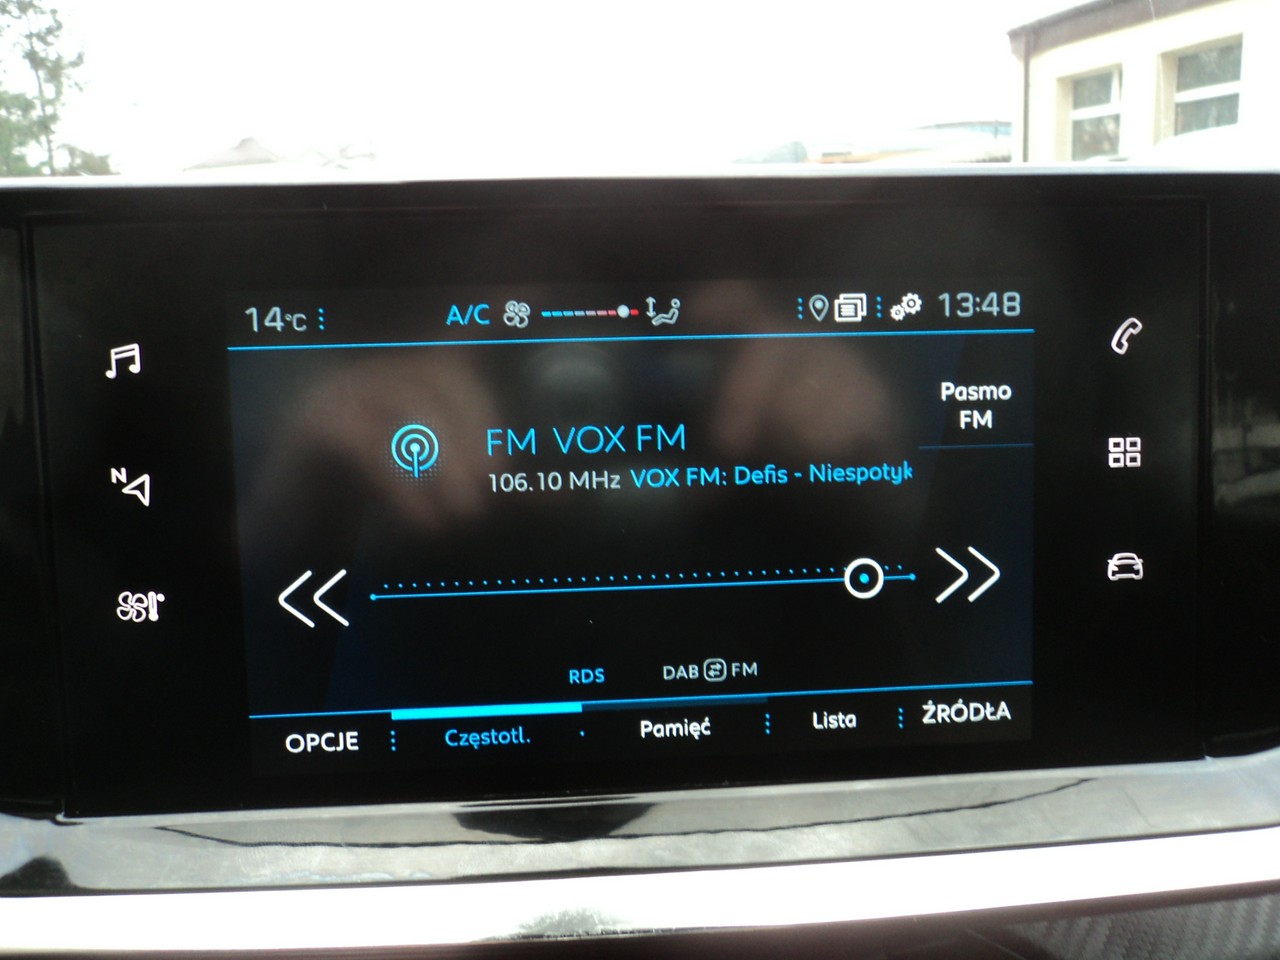 14°C A/C 13:48
Pasmo
FM
FM VOX FM
106.10 MHz VOX FM: Defis - Niespotyk
N
RDS DAB FM
OPCJE Częstotl. Pamięć Lista ŹRÓDŁA